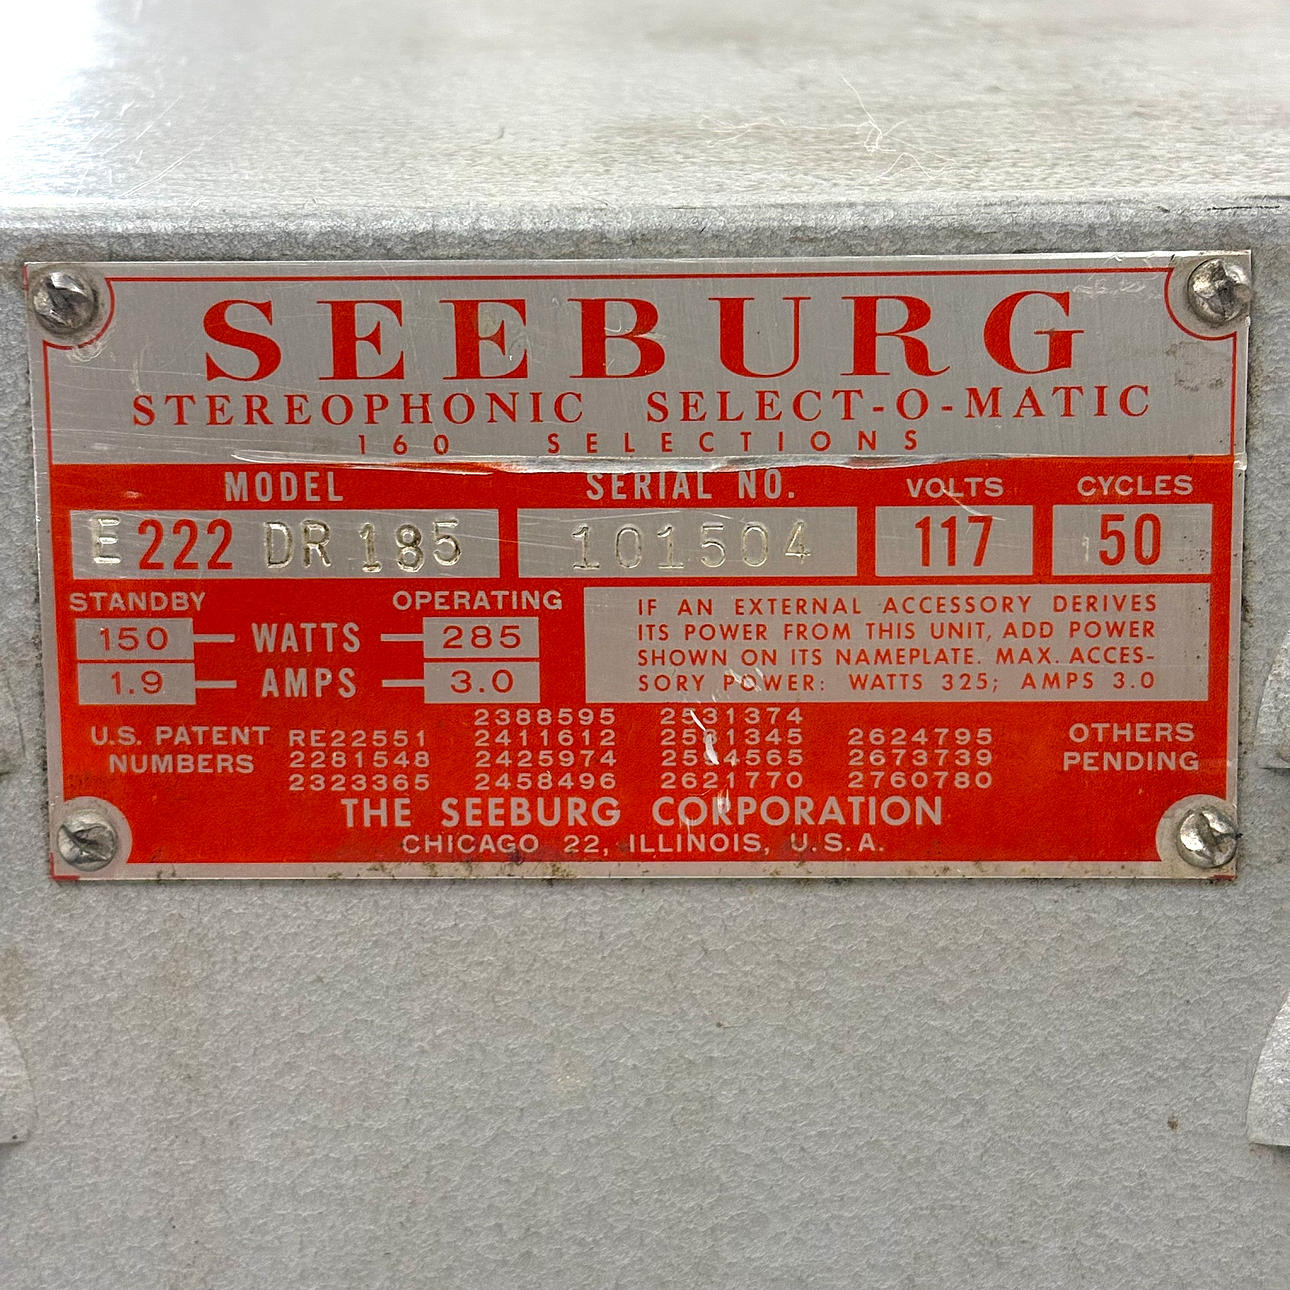 SEEBURG
STEREOPHONIC SELECT-O-MATIC
160 SELECTIONS
MODEL SERIAL NO. VOLTS CYCLES
E 222 DR 185 101504 117 50
STANDBY OPERATING
150 WATTS 285
1.9 AMPS 3.0
IF AN EXTERNAL ACCESSORY DERIVES
ITS POWER FROM THIS UNIT, ADD POWER
SHOWN ON ITS NAMEPLATE. MAX. ACCES-
SORY POWER: WATTS 325; AMPS 3.0
U.S. PATENT
NUMBERS
RE22551
2281548
2323365
2388595
2411612
2425974
2458496
2531374
2581345
2594565
2621770
2624795
2673739
2760780
OTHERS
PENDING
THE SEEBURG CORPORATION
CHICAGO 22, ILLINOIS, U.S.A.